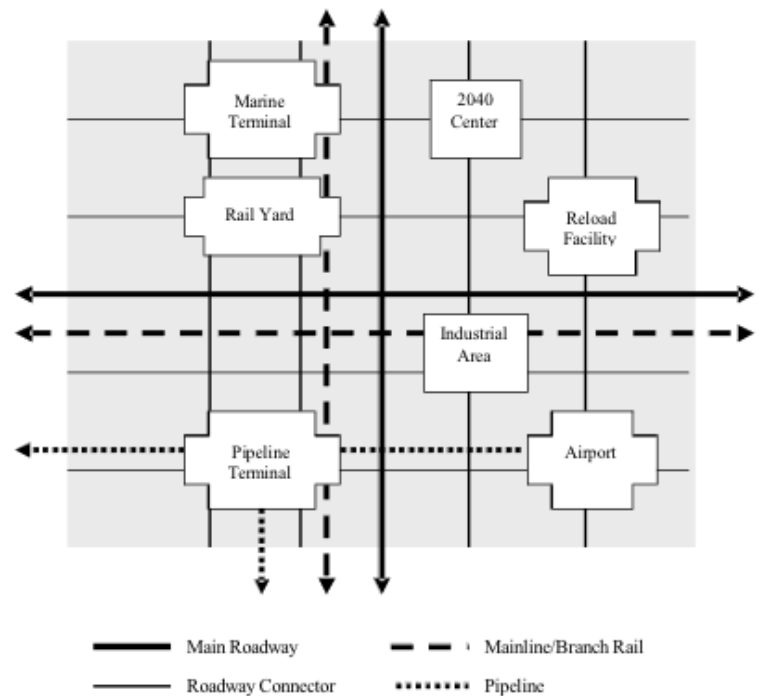 Marine
Terminal
2040
Center
Rail Yard
Reload
Facility
Industrial
Area
Pipeline
Terminal
Airport
Main Roadway
Mainline/Branch Rail
Roadway Connector
Pipeline